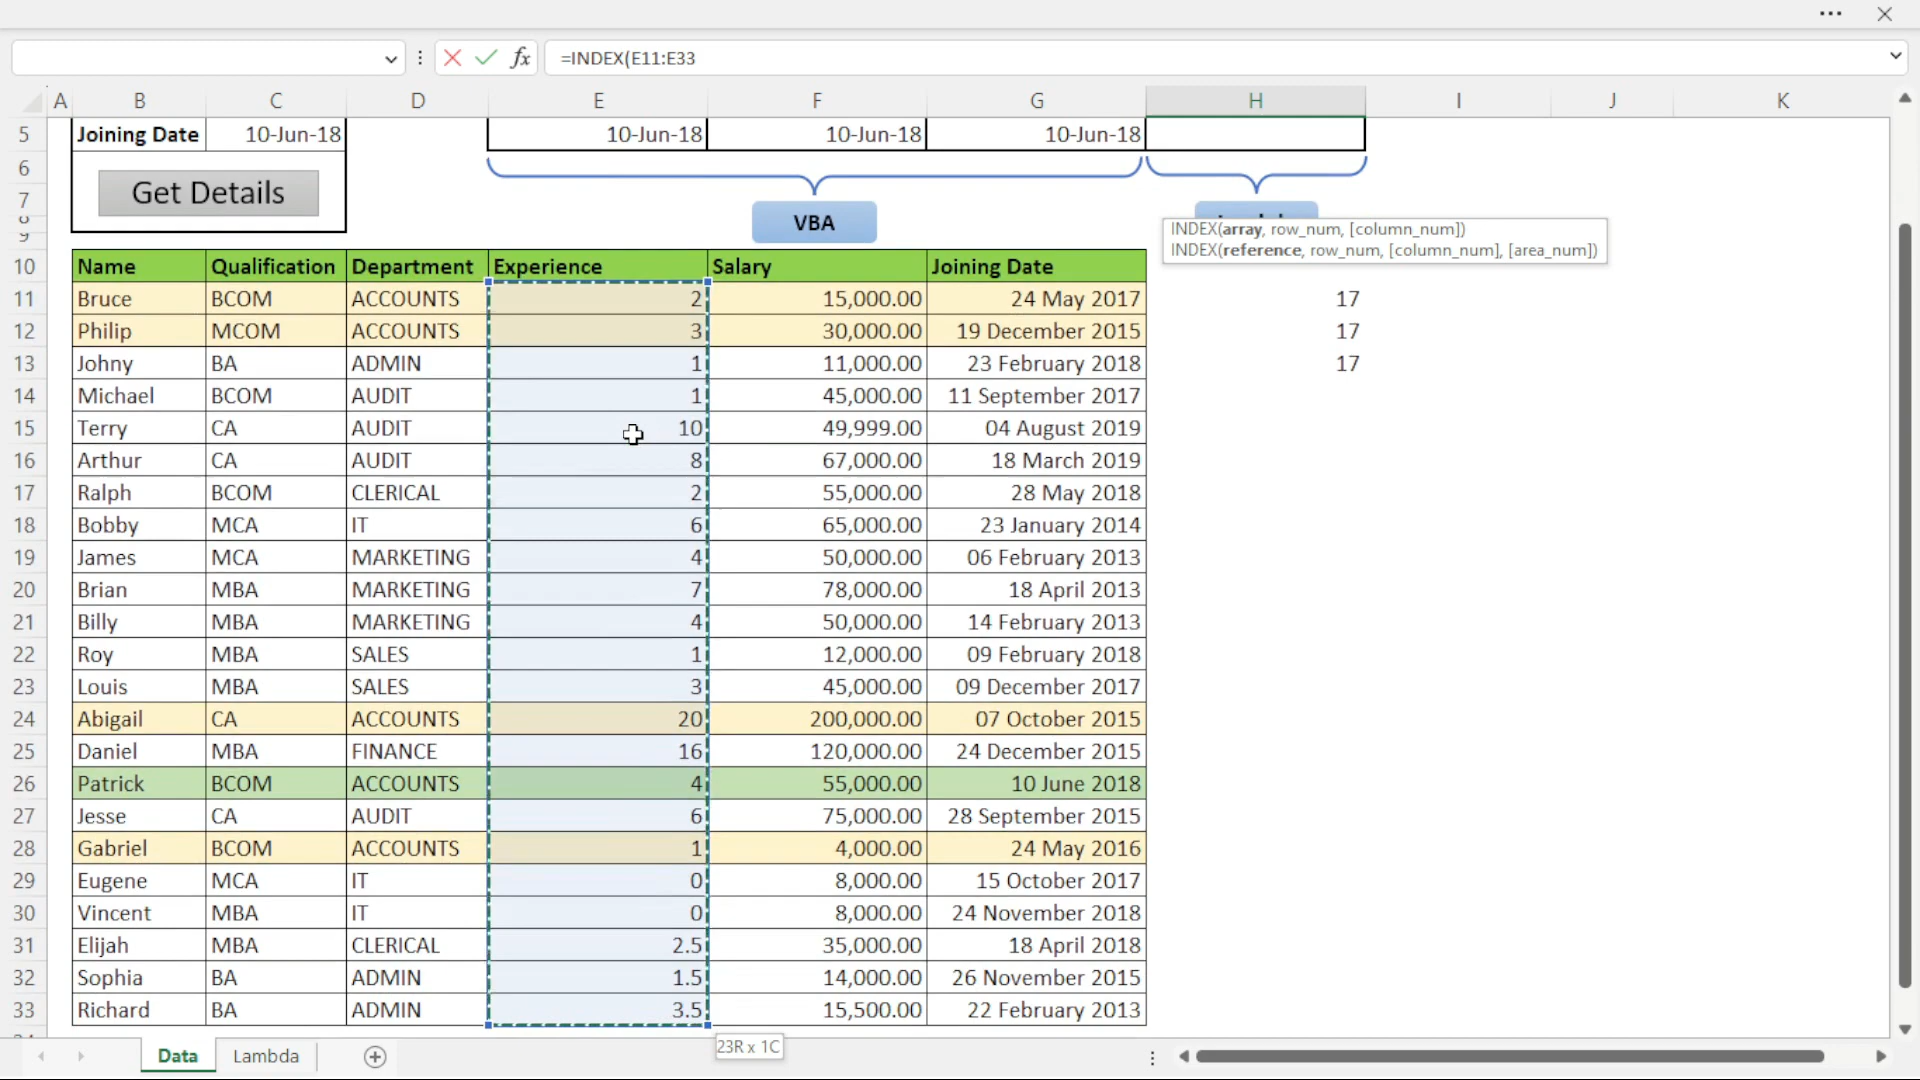 =INDEX(E11:E33
A B C D E F G H I J K
5 Joining Date 10-Jun-18 10-Jun-18 10-Jun-18 10-Jun-18
6
7 Get Details
8
9
VBA
INDEX(array, row_num, [column_num])
INDEX(reference, row_num, [column_num], [area_num])
10 Name Qualification Department Experience Salary Joining Date
11 Bruce BCOM ACCOUNTS 2 15,000.00 24 May 2017 17
12 Philip MCOM ACCOUNTS 3 30,000.00 19 December 2015 17
13 Johny BA ADMIN 1 11,000.00 23 February 2018 17
14 Michael BCOM AUDIT 1 45,000.00 11 September 2017
15 Terry CA AUDIT 10 49,999.00 04 August 2019
16 Arthur CA AUDIT 8 67,000.00 18 March 2019
17 Ralph BCOM CLERICAL 2 55,000.00 28 May 2018
18 Bobby MCA IT 6 65,000.00 23 January 2014
19 James MCA MARKETING 4 50,000.00 06 February 2013
20 Brian MBA MARKETING 7 78,000.00 18 April 2013
21 Billy MBA MARKETING 4 50,000.00 14 February 2013
22 Roy MBA SALES 1 12,000.00 09 February 2018
23 Louis MBA SALES 3 45,000.00 09 December 2017
24 Abigail CA ACCOUNTS 20 200,000.00 07 October 2015
25 Daniel MBA FINANCE 16 120,000.00 24 December 2015
26 Patrick BCOM ACCOUNTS 4 55,000.00 10 June 2018
27 Jesse CA AUDIT 6 75,000.00 28 September 2015
28 Gabriel BCOM ACCOUNTS 1 4,000.00 24 May 2016
29 Eugene MCA IT 0 8,000.00 15 October 2017
30 Vincent MBA IT 0 8,000.00 24 November 2018
31 Elijah MBA CLERICAL 2.5 35,000.00 18 April 2018
32 Sophia BA ADMIN 1.5 14,000.00 26 November 2015
33 Richard BA ADMIN 3.5 15,500.00 22 February 2013
23R x 1C
Data Lambda